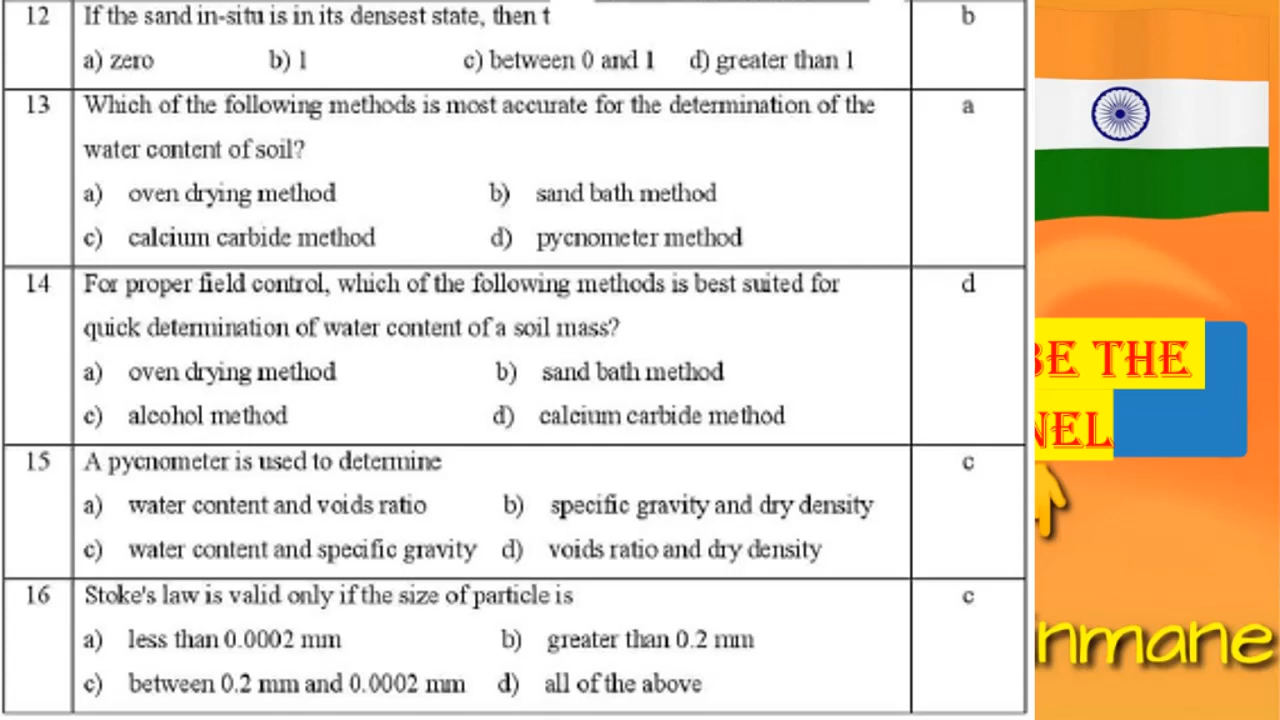 12 If the sand in-situ is in its densest state, then t b
a) zero b) 1 c) between 0 and 1 d) greater than 1
13 Which of the following methods is most accurate for the determination of the a
water content of soil?
a) oven drying method b) sand bath method
c) calcium carbide method d) pycnometer method
14 For proper field control, which of the following methods is best suited for d
quick determination of water content of a soil mass?
a) oven drying method b) sand bath method
c) alcohol method d) calcium carbide method
15 A pycnometer is used to determine c
a) water content and voids ratio b) specific gravity and dry density
c) water content and specific gravity d) voids ratio and dry density
16 Stoke's law is valid only if the size of particle is c
a) less than 0.0002 mm b) greater than 0.2 mm
c) between 0.2 mm and 0.0002 mm d) all of the above
BE THE
NEL
nmane